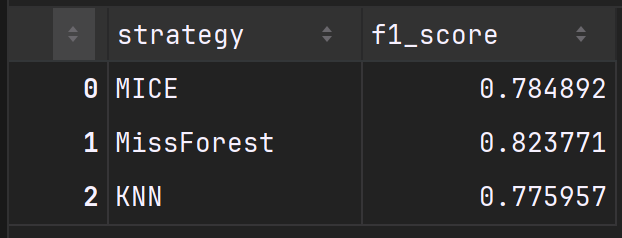 strategy f1_score
0 MICE 0.784892
1 MissForest 0.823771
2 KNN 0.775957